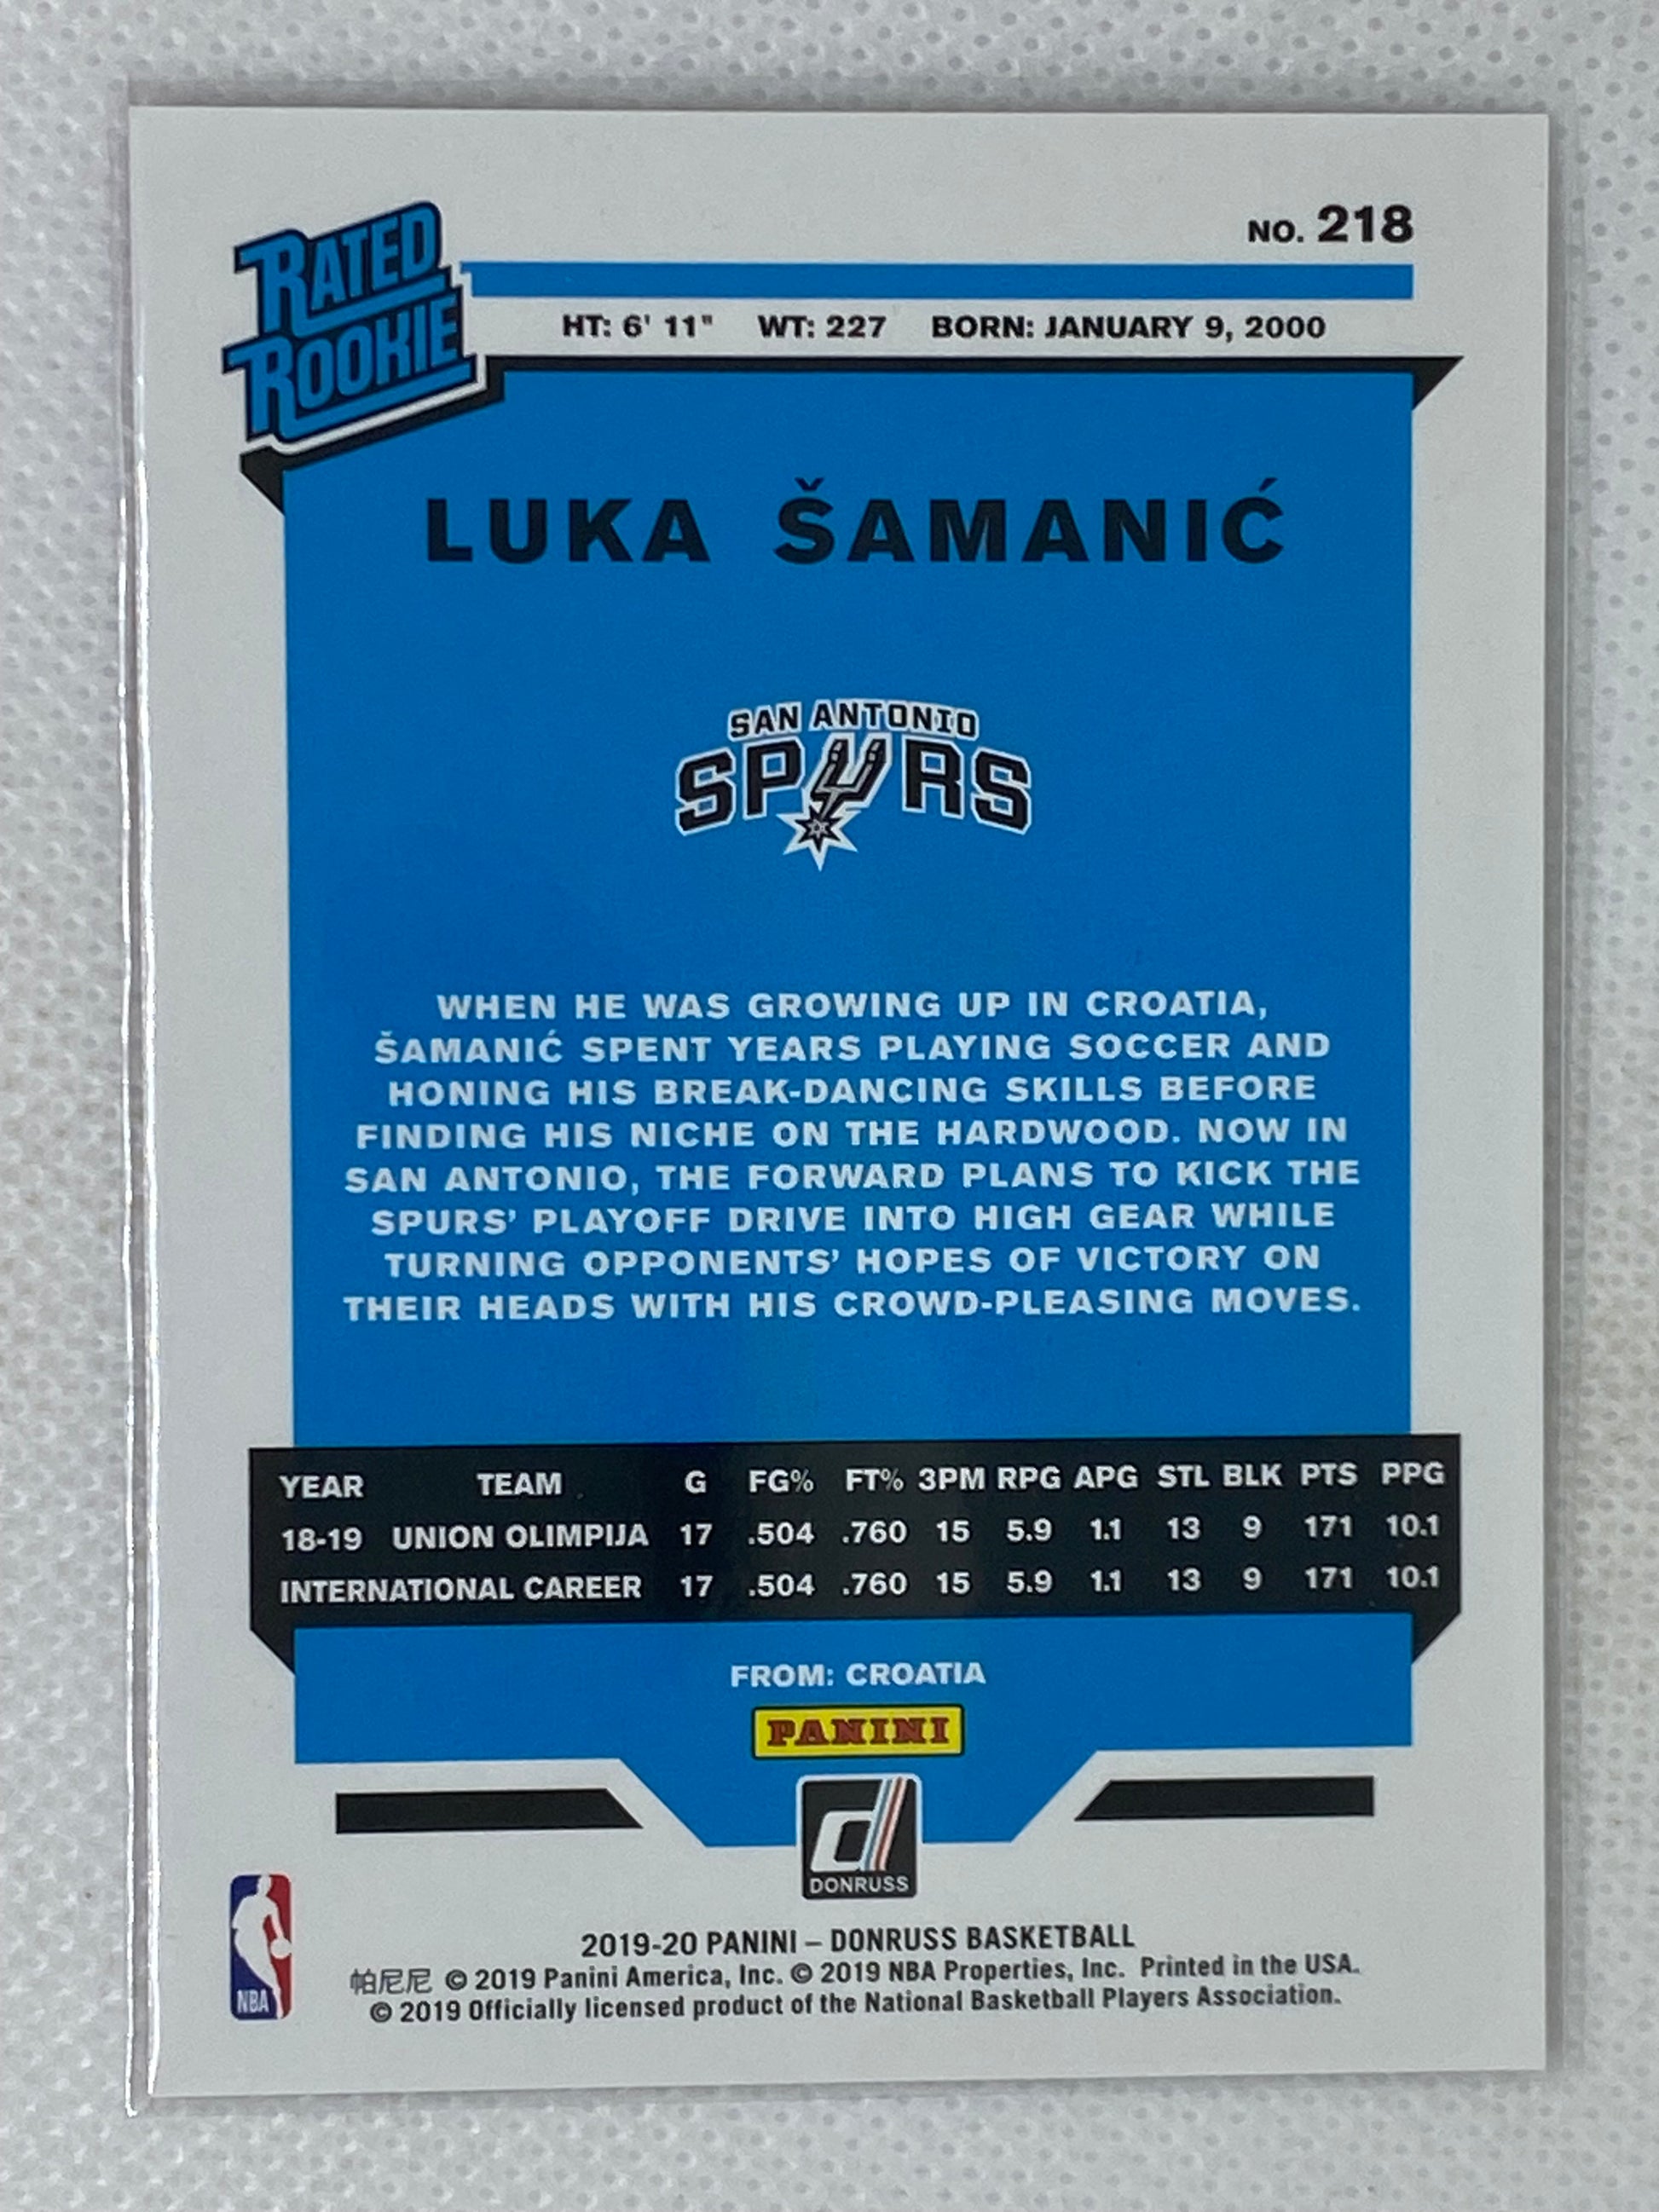 RATED
ROOKIE
NO. 218
HT: 6' 11" WT: 227 BORN: JANUARY 9, 2000
LUKA ŠAMANIĆ
SAN ANTONIO
SPURS
WHEN HE WAS GROWING UP IN CROATIA,
ŠAMANIĆ SPENT YEARS PLAYING SOCCER AND
HONING HIS BREAK-DANCING SKILLS BEFORE
FINDING HIS NICHE ON THE HARDWOOD. NOW IN
SAN ANTONIO, THE FORWARD PLANS TO KICK THE
SPURS' PLAYOFF DRIVE INTO HIGH GEAR WHILE
TURNING OPPONENTS' HOPES OF VICTORY ON
THEIR HEADS WITH HIS CROWD-PLEASING MOVES.
YEAR TEAM G FG% FT% 3PM RPG APG STL BLK PTS PPG
18-19 UNION OLIMPIJA 17 .504 .760 15 5.9 1.1 13 9 171 10.1
INTERNATIONAL CAREER 17 .504 .760 15 5.9 1.1 13 9 171 10.1
FROM: CROATIA
PANINI
d
DONRUSS
NBA
2019-20 PANINI – DONRUSS BASKETBALL
帕尼尼 © 2019 Panini America, Inc. © 2019 NBA Properties, Inc. Printed in the USA.
© 2019 Officially licensed product of the National Basketball Players Association.